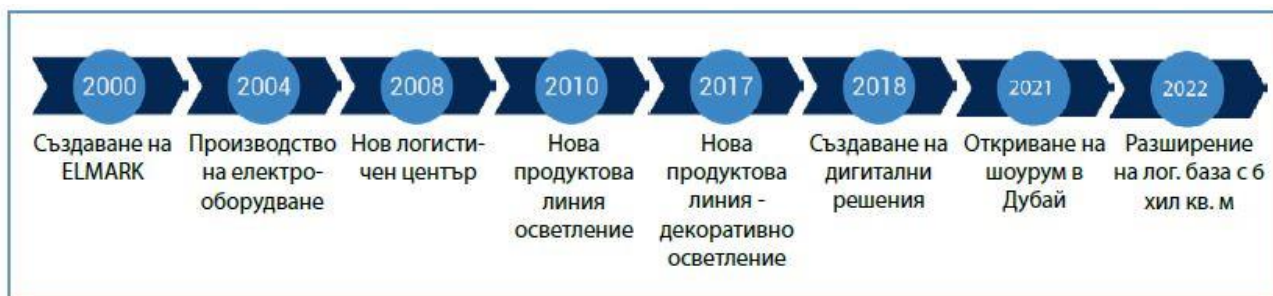 2000
Създаване на
ELMARK
2004
Производство
на електро-
оборудване
2008
Нов логисти-
чен център
2010
Нова
продуктова
линия
осветление
2017
Нова
продуктова
линия -
декоративно
осветление
2018
Създаване на
дигитални
решения
2021
Откриване на
шоурум в
Дубай
2022
Разширение
на лог. база с 6
хил кв. м